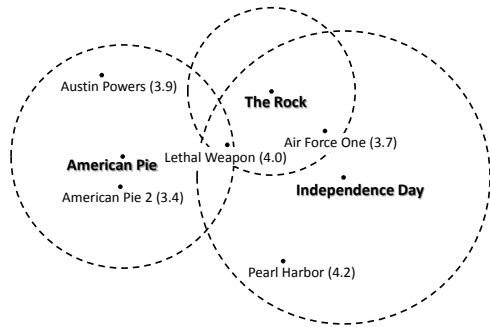 Austin Powers (3.9)
The Rock
Air Force One (3.7)
Lethal Weapon (4.0)
American Pie
American Pie 2 (3.4)
Independence Day
Pearl Harbor (4.2)